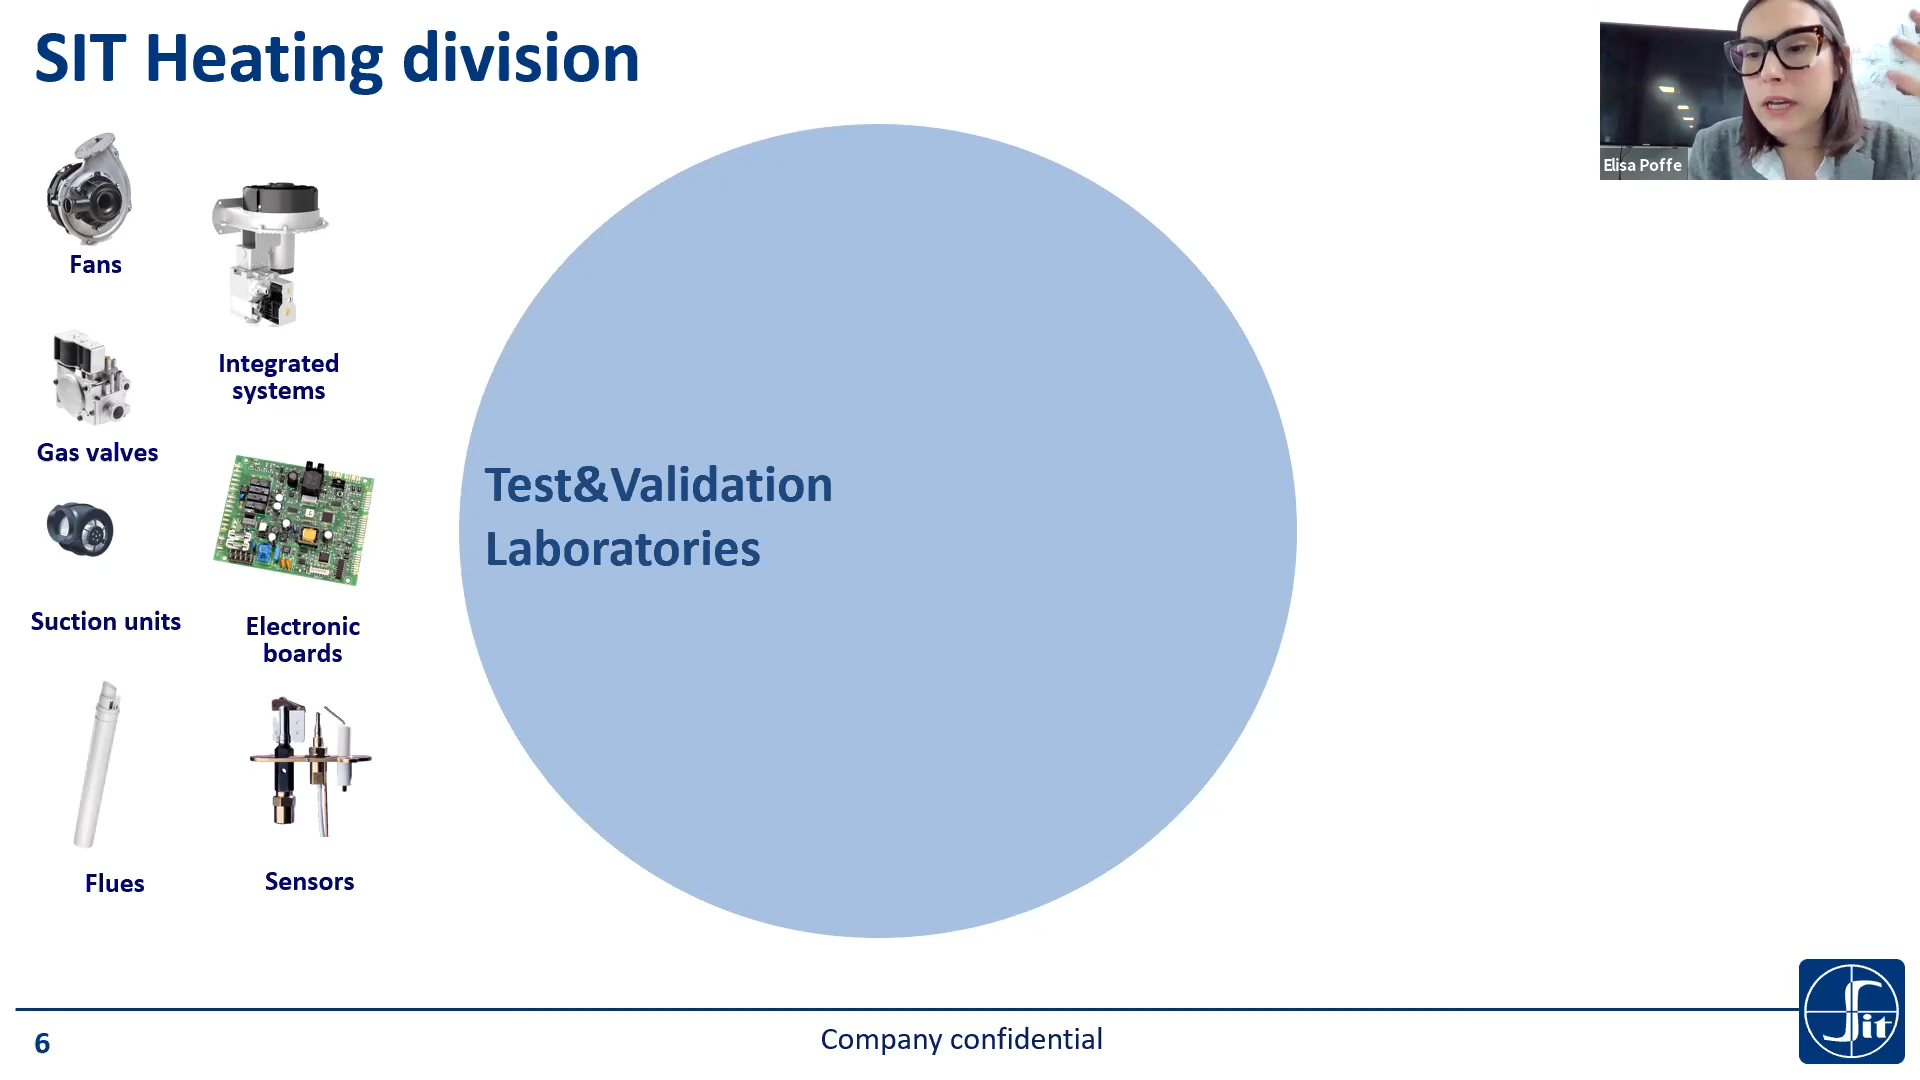 SIT Heating division
Elisa Poffe
Fans
Integrated
systems
Gas valves
Test&Validation
Laboratories
Suction units
Electronic
boards
Flues
Sensors
6
Company confidential
Sit